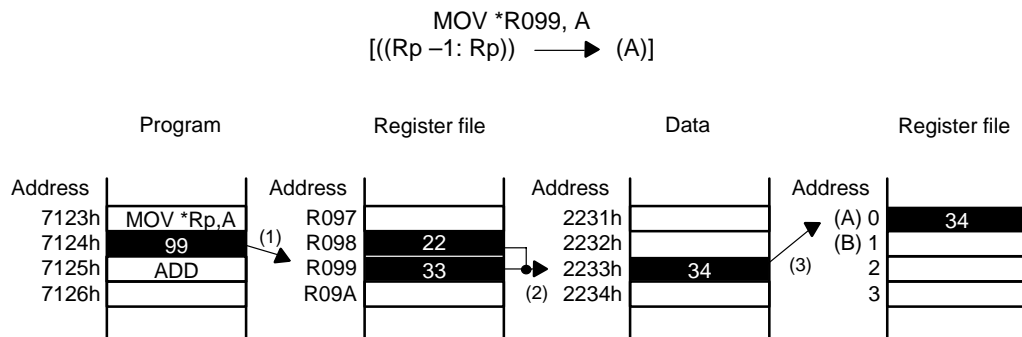 MOV *R099, A
[((Rp –1: Rp)) (A)]
Program Register file Data Register file
Address Address Address Address
7123h MOV *Rp,A R097 2231h (A) 0 34
7124h 99 (1) R098 22 2232h (B) 1
7125h ADD R099 33 2233h 34 (3) 2
7126h R09A (2) 2234h 3